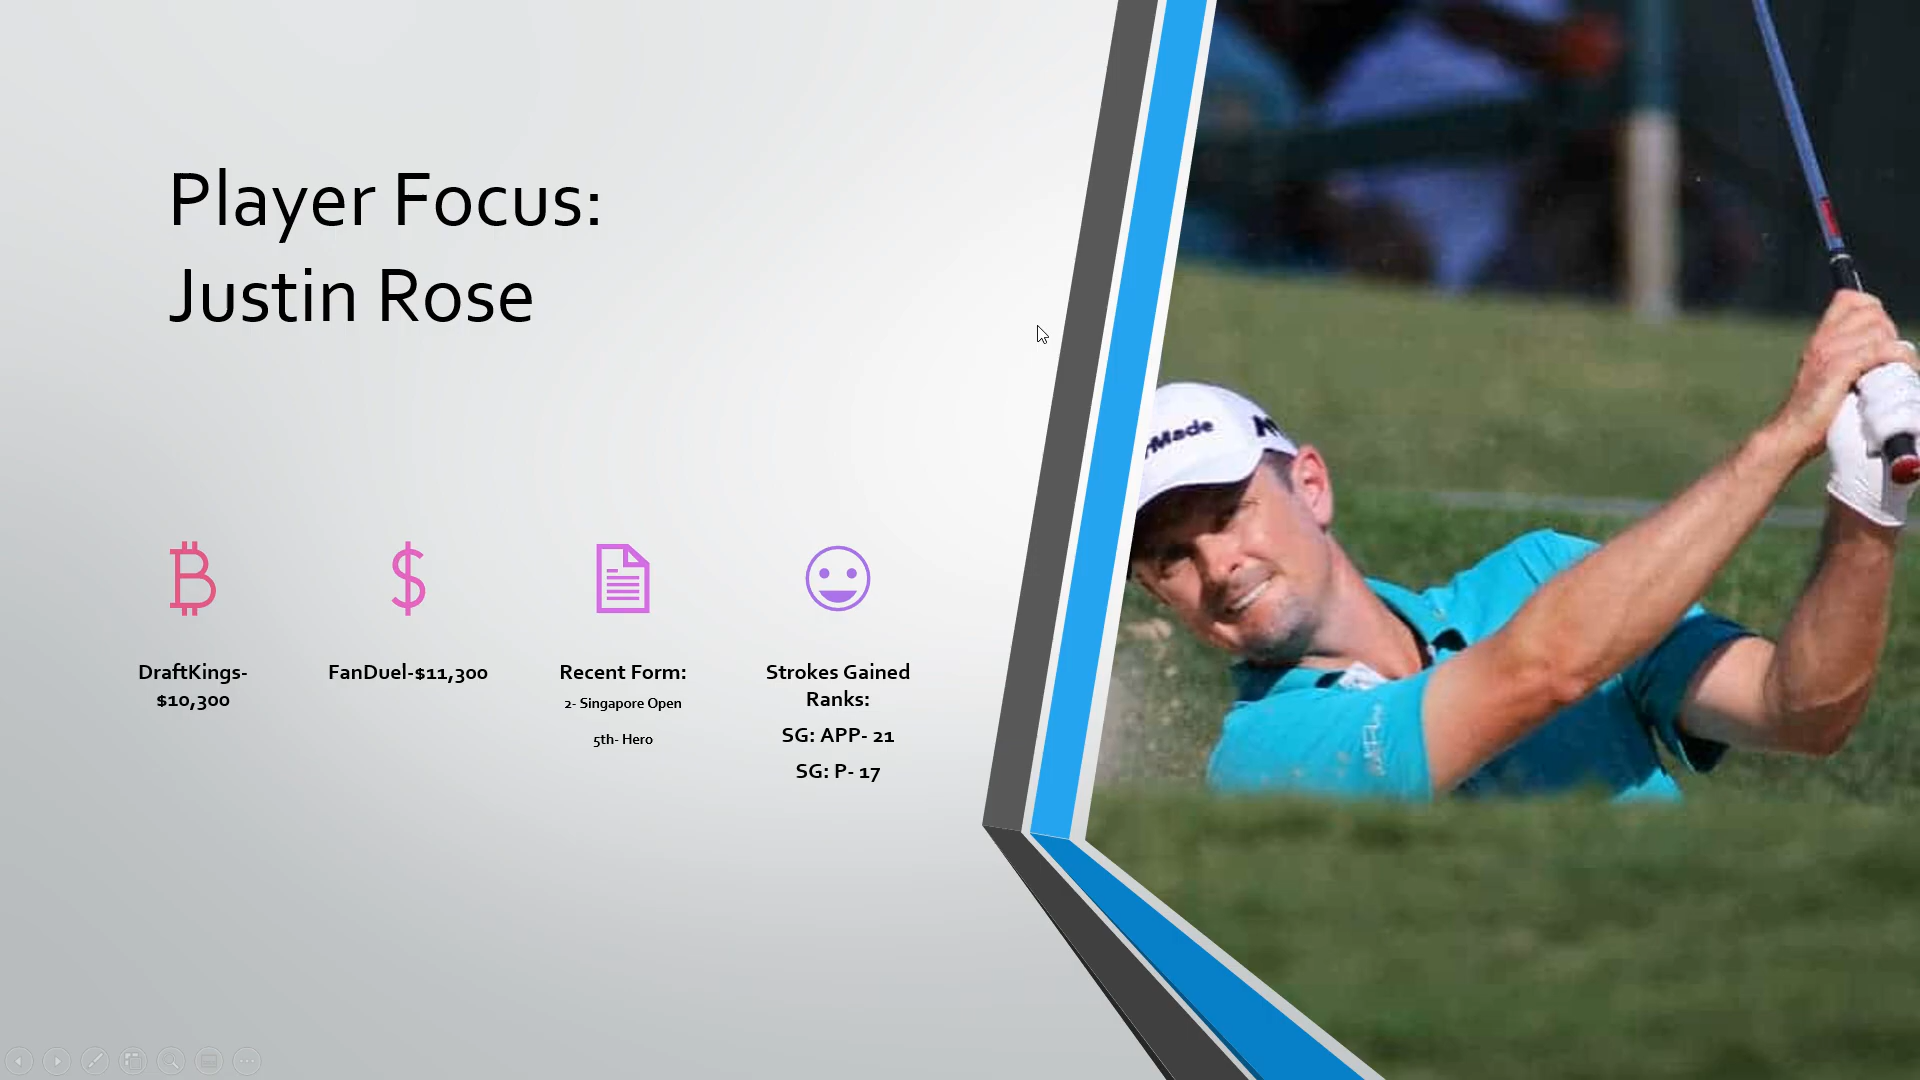 Player Focus:
Justin Rose
DraftKings-
$10,300
FanDuel-$11,300
Recent Form:
2- Singapore Open
5th- Hero
Strokes Gained
Ranks:
SG: APP- 21
SG: P- 17
rMade